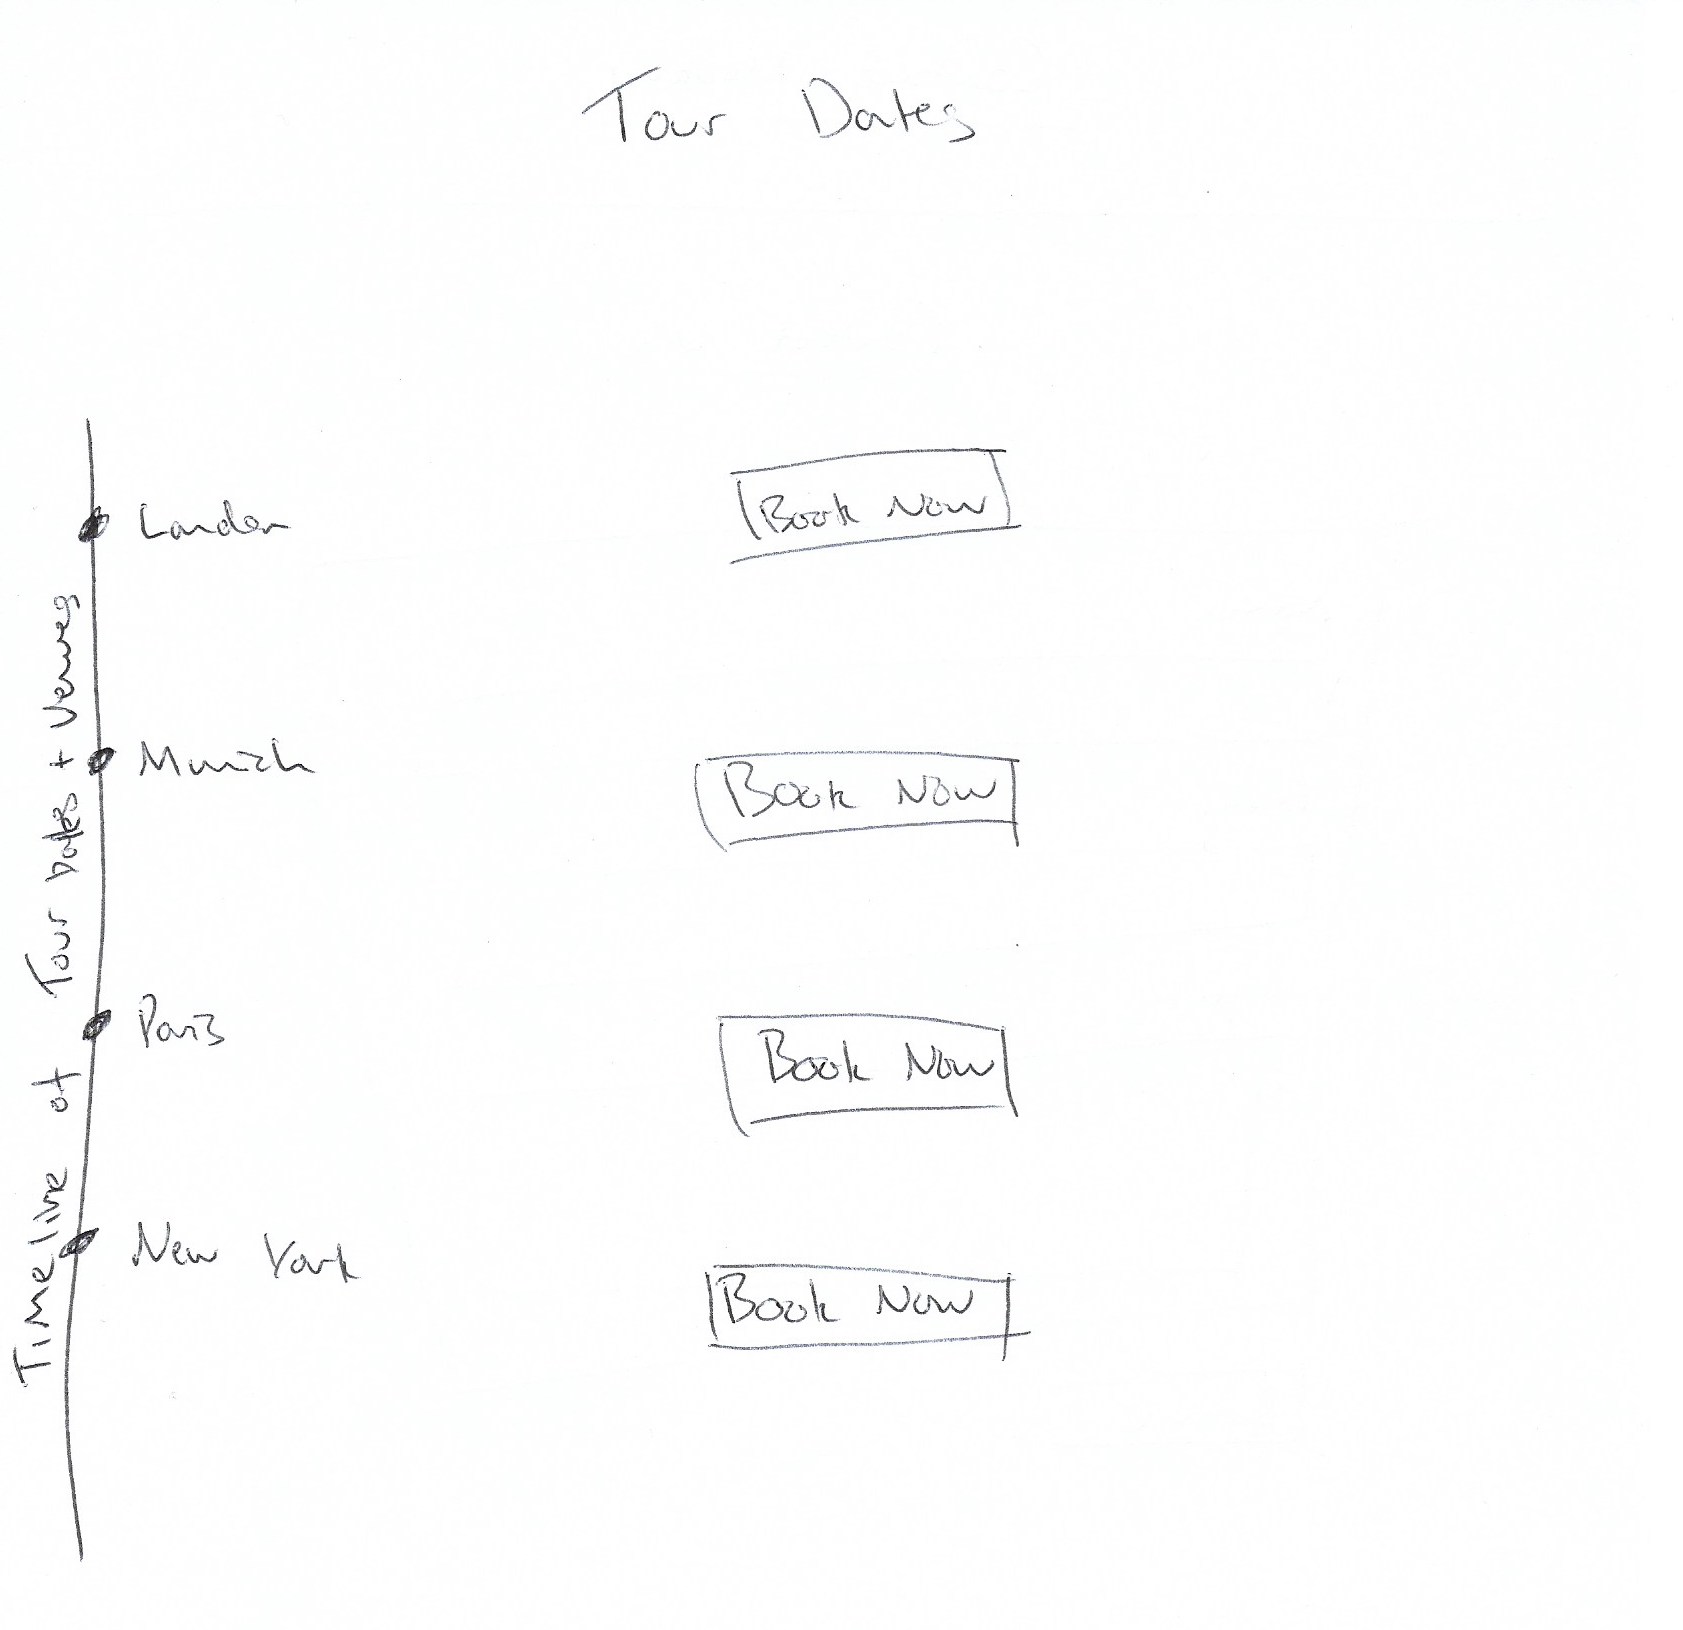 Tour Dates
London
Book Now
Munich
Book Now
Paris
Book Now
New York
Book Now
Timeline of Tour Dates + Venues